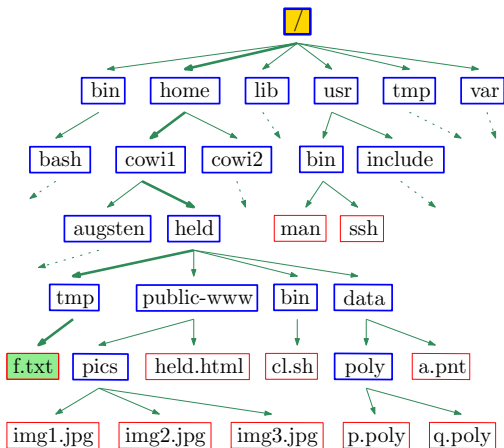 /
bin home lib usr tmp var
bash cowi1 cowi2 bin include
augsten held man ssh
tmp public-www bin data
f.txt pics held.html cl.sh poly a.pnt
img1.jpg img2.jpg img3.jpg p.poly q.poly